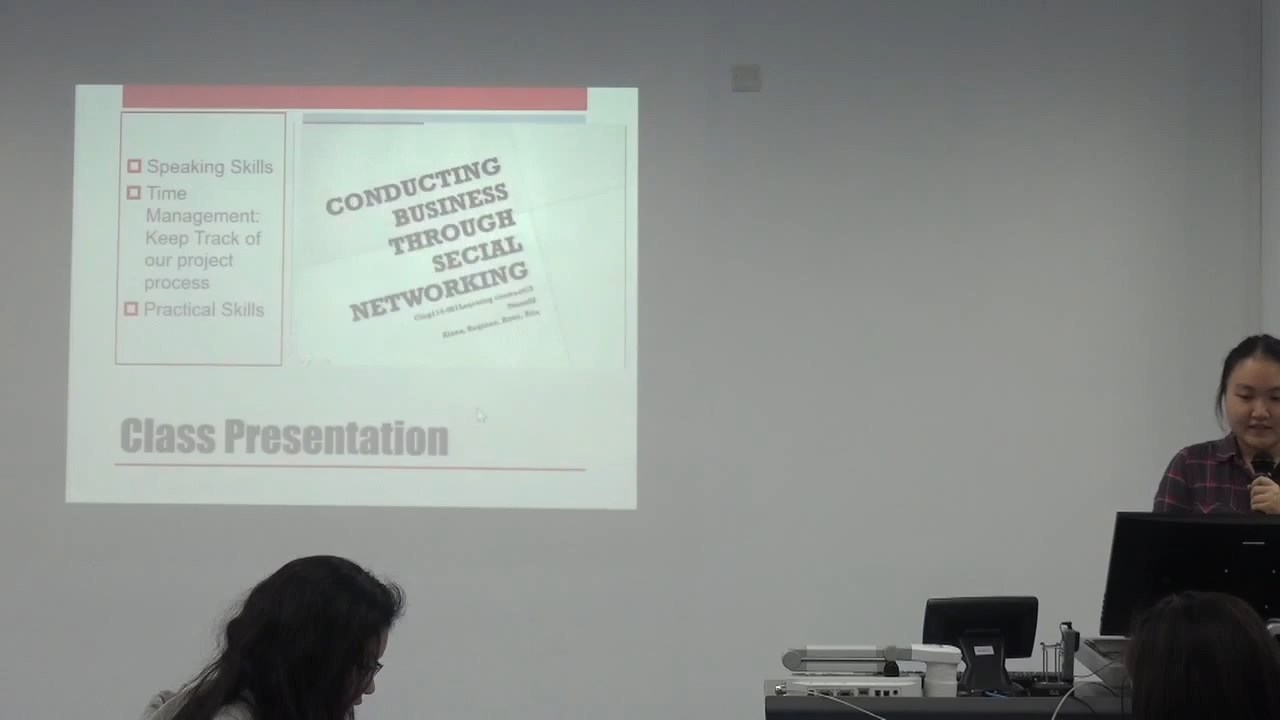 Speaking Skills
Time
Management:
Keep Track of
our project
process
Practical Skills
CONDUCTING
BUSINESS
THROUGH
SECIAL
NETWORKING
Class Presentation